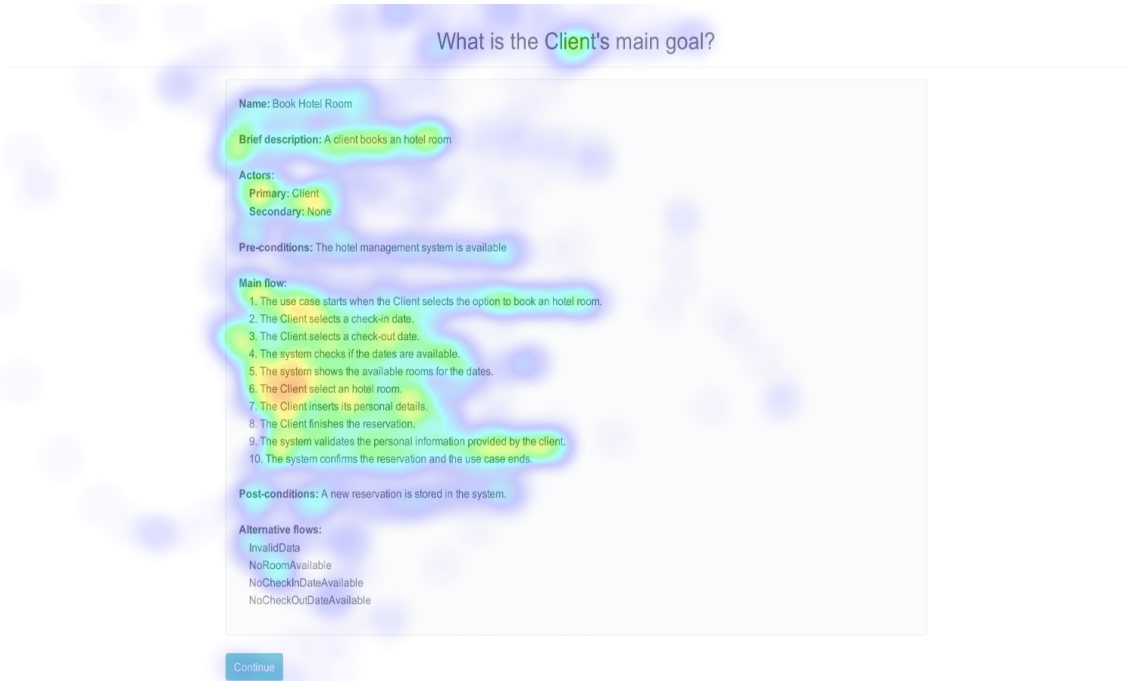 What is the Client's main goal?
Name: Book Hotel Room
Brief description: A client books an hotel room
Actors:
Primary: Client
Secondary: None
Pre-conditions: The hotel management system is available
Main flow:
1. The use case starts when the Client selects the option to book an hotel room.
2. The Client selects a check-in date.
3. The Client selects a check-out date.
4. The system checks if the dates are available.
5. The system shows the available rooms for the dates.
6. The Client select an hotel room.
7. The Client inserts its personal details.
8. The Client finishes the reservation.
9. The system validates the personal information provided by the client.
10. The system confirms the reservation and the use case ends.
Post-conditions: A new reservation is stored in the system.
Alternative flows:
InvalidData
NoRoomAvailable
NoCheckInDateAvailable
NoCheckOutDateAvailable
Continue